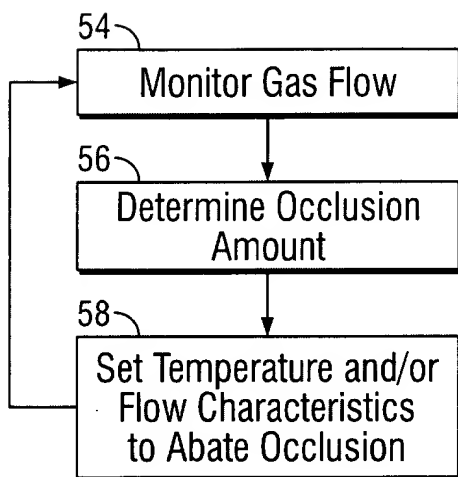 54
Monitor Gas Flow
56
Determine Occlusion
Amount
58
Set Temperature and/or
Flow Characteristics
to Abate Occlusion